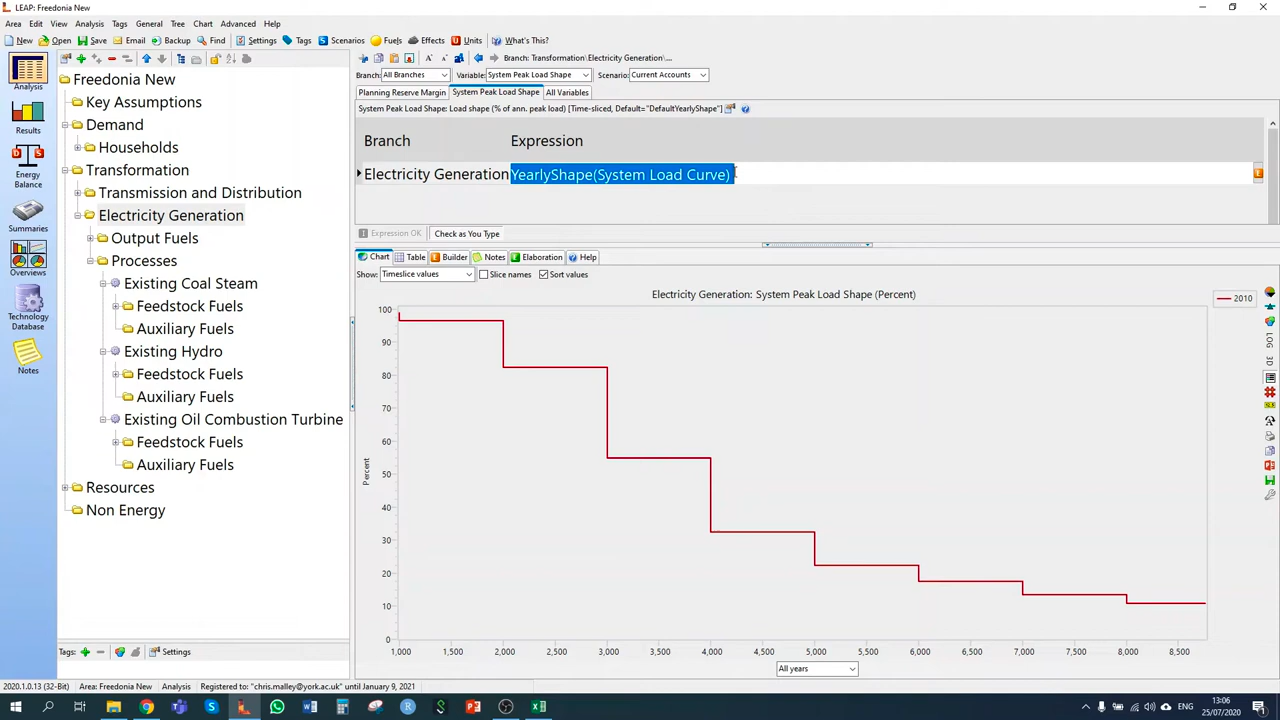 LEAP: Freedonia New
Area Edit View Analysis Tags General Tree Chart Advanced Help
New Open Save Email Backup Find Settings Tags Scenarios Fuels Effects Units What's This?
Analysis
Results
Energy Balance
Summaries
Overviews
Technology Database
Notes
Freedonia New
Key Assumptions
Demand
Households
Transformation
Transmission and Distribution
Electricity Generation
Output Fuels
Processes
Existing Coal Steam
Feedstock Fuels
Auxiliary Fuels
Existing Hydro
Feedstock Fuels
Auxiliary Fuels
Existing Oil Combustion Turbine
Feedstock Fuels
Auxiliary Fuels
Resources
Non Energy
Tags: Settings
Branch: Transformation\Electricity Generation\...
Branch: All Branches Variable: System Peak Load Shape Scenario: Current Accounts
Planning Reserve Margin System Peak Load Shape All Variables
System Peak Load Shape: Load shape (% of ann. peak load) [Time-sliced, Default="DefaultYearlyShape"]
Branch Expression
Electricity Generation YearlyShape(System Load Curve)
Expression OK Check as You Type
Chart Table Builder Notes Elaboration Help
Show: Timeslice values Slice names Sort values
Electricity Generation: System Peak Load Shape (Percent)
2010
LOG
3D
Percent
100
90
80
70
60
50
40
30
20
10
0
1,000 1,500 2,000 2,500 3,000 3,500 4,000 4,500 5,000 5,500 6,000 6,500 7,000 7,500 8,000 8,500
All years
2020.1.0.13 (32-Bit) Area: Freedonia New Analysis Registered to: "chris.malley@york.ac.uk" until January 9, 2021
ENG
13:06
25/07/2020